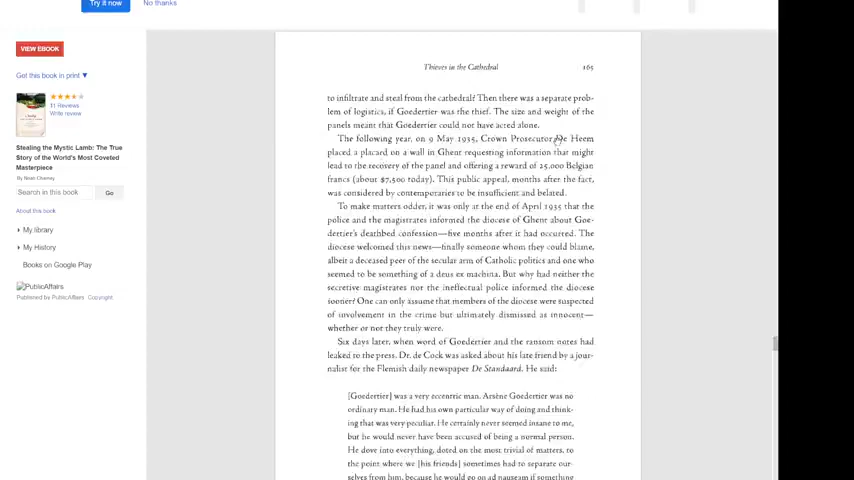 Try it now
No thanks
VIEW EBOOK
Get this book in print ▼
11 Reviews
Write review
Stealing the Mystic Lamb: The True
Story of the World's Most Coveted
Masterpiece
By Noah Charney
Search in this book
Go
About this book
My library
My History
Books on Google Play
PublicAffairs
Published by PublicAffairs Copyright
Thieves in the Cathedral 165
to infiltrate and steal from the cathedral? Then there was a separate prob-
lem of logistics, if Goedertier was the thief. The size and weight of the
panels meant that Goedertier could not have acted alone.
The following year, on 9 May 1935, Crown Prosecutor De Heem
placed a placard on a wall in Ghent requesting information that might
lead to the recovery of the panel and offering a reward of 25,000 Belgian
francs (about $7,500 today). This public appeal, months after the fact,
was considered by contemporaries to be insufficient and belated.
To make matters odder, it was only at the end of April 1935 that the
police and the magistrates informed the diocese of Ghent about Goe-
dertier's deathbed confession—five months after it had occurred. The
diocese welcomed this news—finally someone whom they could blame,
albeit a deceased peer of the secular arm of Catholic politics and one who
seemed to be something of a deus ex machina. But why had neither the
secretive magistrates nor the ineffectual police informed the diocese
sooner? One can only assume that members of the diocese were suspected
of involvement in the crime but ultimately dismissed as innocent—
whether or not they truly were.
Six days later, when word of Goedertier and the ransom notes had
leaked to the press, Dr. de Cock was asked about his late friend by a jour-
nalist for the Flemish daily newspaper De Standaard. He said:
[Goedertier] was a very eccentric man. Arsène Goedertier was no
ordinary man. He had his own particular way of doing and think-
ing that was very peculiar. He certainly never seemed insane to me,
but he would never have been accused of being a normal person.
He dove into everything, doted on the most trivial of matters, to
the point where we [his friends] sometimes had to separate our-
selves from him, because he would go on ad nauseam if something